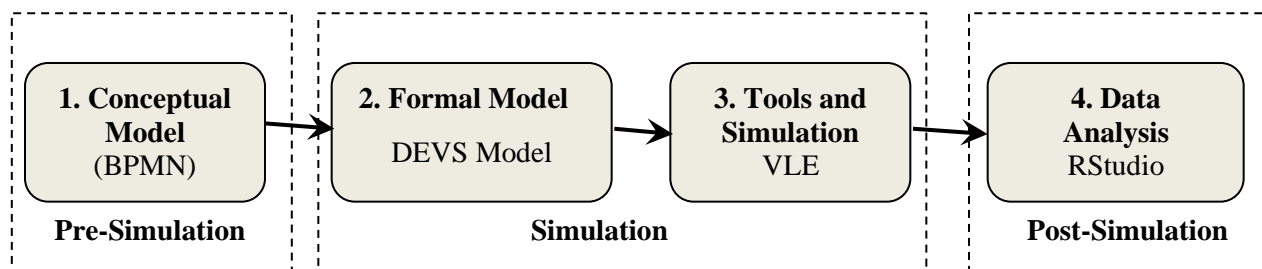 1. Conceptual
Model
(BPMN)
2. Formal Model
DEVS Model
3. Tools and
Simulation
VLE
4. Data
Analysis
RStudio
Pre-Simulation
Simulation
Post-Simulation